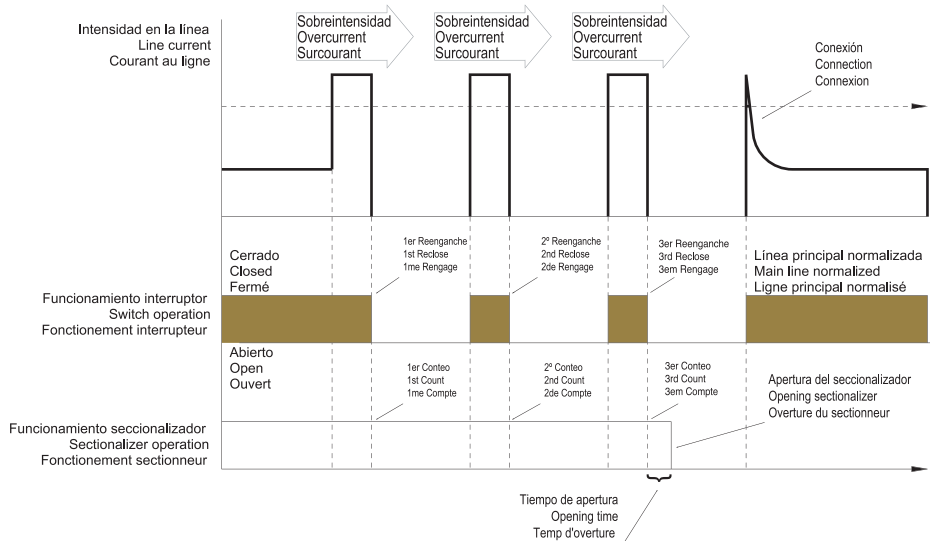 Intensidad en la línea
Line current
Courant au ligne
Sobreintensidad
Overcurrent
Surcourant
Sobreintensidad
Overcurrent
Surcourant
Sobreintensidad
Overcurrent
Surcourant
Conexión
Connection
Connexion
Cerrado
Closed
Fermé
1er Reenganche
1st Reclose
1me Rengage
2º Reenganche
2nd Reclose
2de Rengage
3er Reenganche
3rd Reclose
3em Rengage
Línea principal normalizada
Main line normalized
Ligne principal normalisé
Funcionamiento interruptor
Switch operation
Fonctionement interrupteur
Abierto
Open
Ouvert
1er Conteo
1st Count
1me Compte
2º Conteo
2nd Count
2de Compte
3er Conteo
3rd Count
3em Compte
Apertura del seccionalizador
Opening sectionalizer
Overture du sectionneur
Funcionamiento seccionalizador
Sectionalizer operation
Fonctionement sectionneur
Tiempo de apertura
Opening time
Temp d'overture